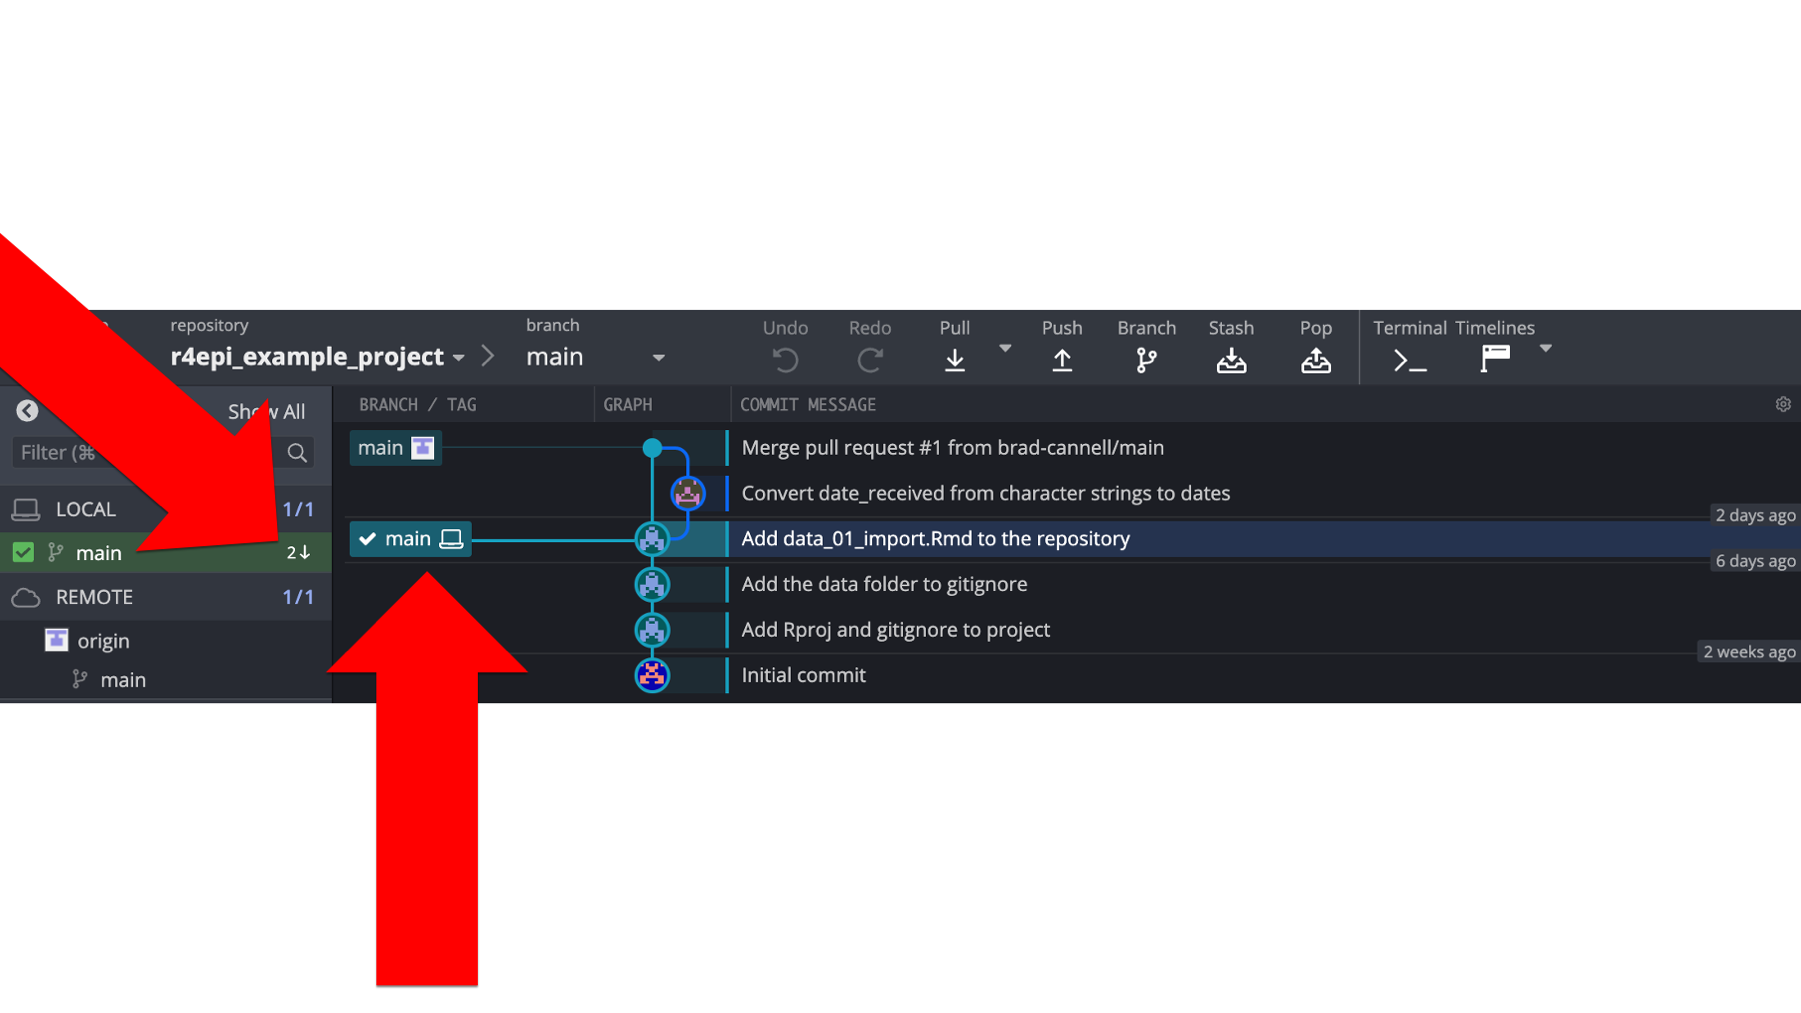 repository
r4epi_example_project
branch
main
Undo
Redo
Pull
Push
Branch
Stash
Pop
Terminal
Timelines
Show All
Filter (⌘
LOCAL 1/1
main 2↓
REMOTE 1/1
origin
main
BRANCH / TAG
GRAPH
COMMIT MESSAGE
main
Merge pull request #1 from brad-cannell/main
Convert date_received from character strings to dates
2 days ago
main
Add data_01_import.Rmd to the repository
6 days ago
Add the data folder to gitignore
Add Rproj and gitignore to project
2 weeks ago
Initial commit